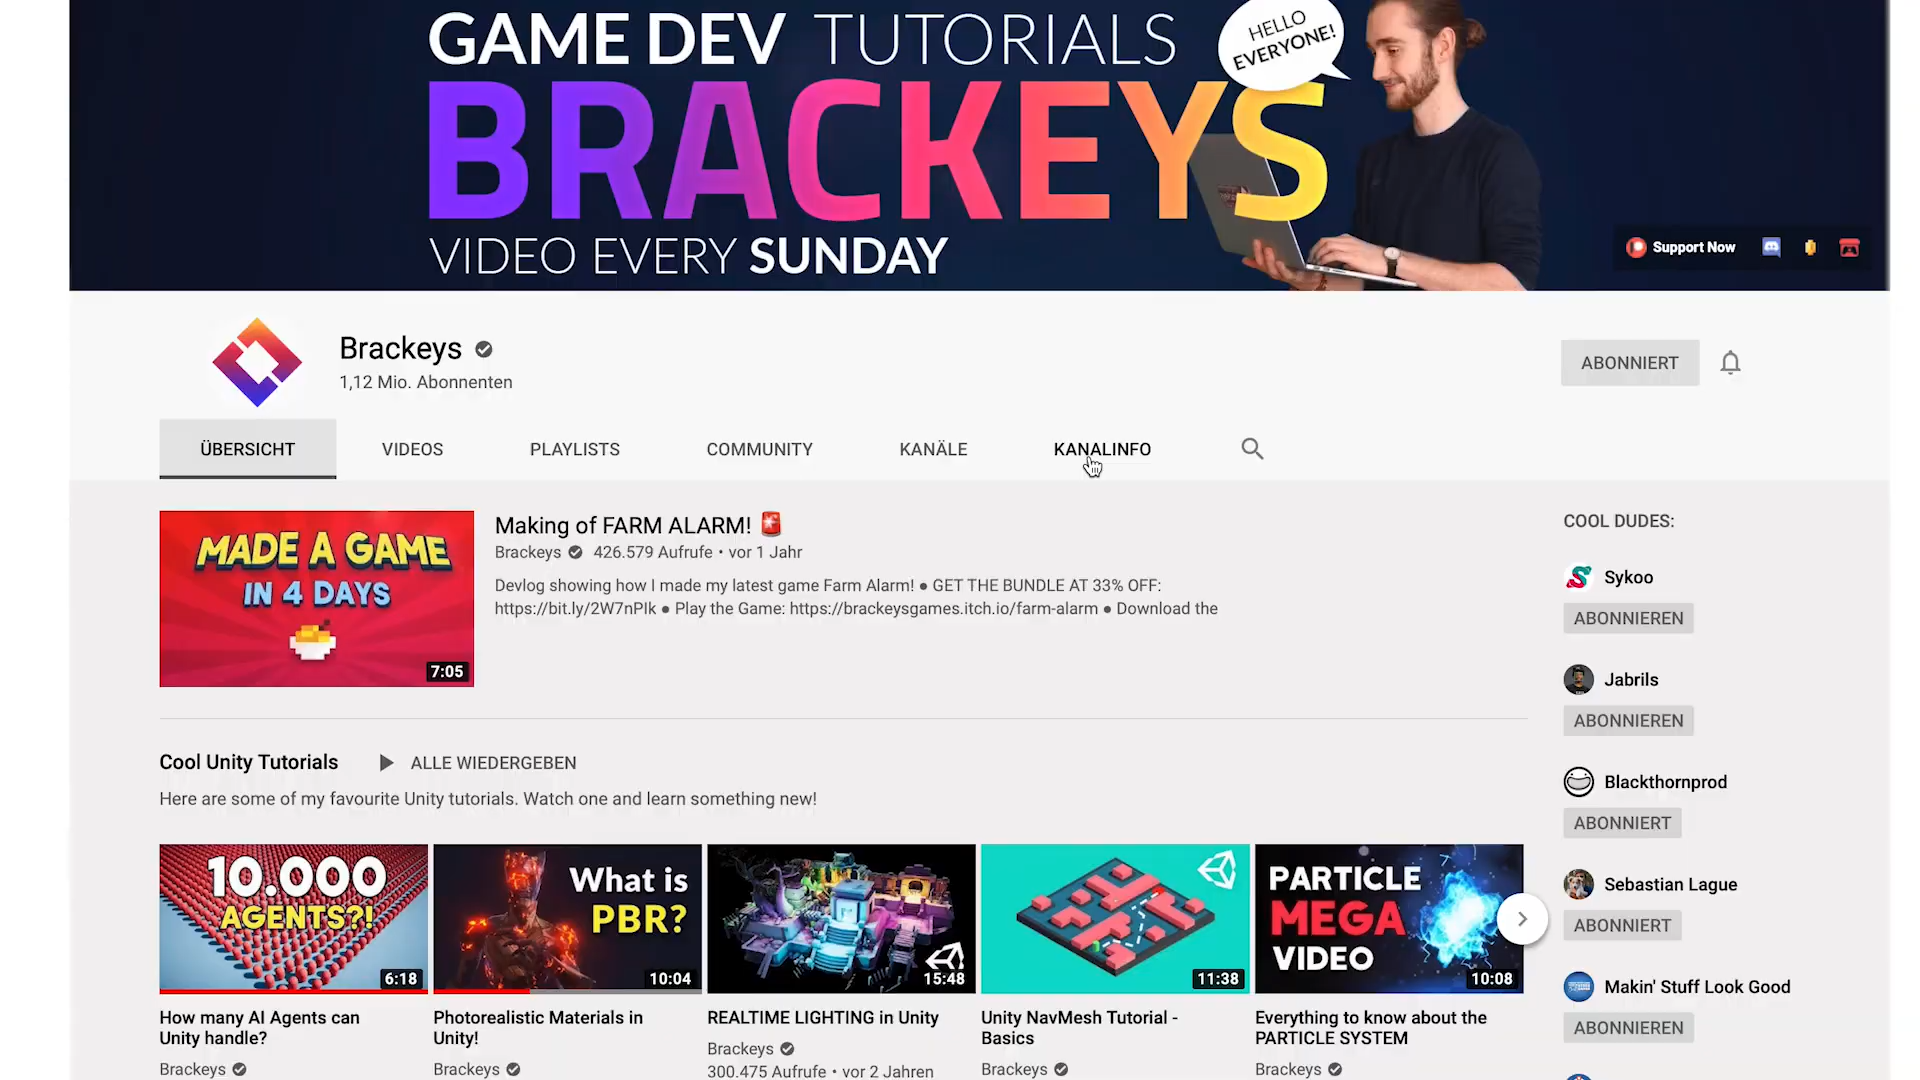 GAME DEV TUTORIALS
HELLO
EVERYONE!
BRACKEYS
VIDEO EVERY SUNDAY
Support Now
Brackeys
1,12 Mio. Abonnenten
ABONNIERT
ÜBERSICHT VIDEOS PLAYLISTS COMMUNITY KANÄLE KANALINFO
MADE A GAME
IN 4 DAYS
7:05
Making of FARM ALARM! 🚨
Brackeys 426.579 Aufrufe • vor 1 Jahr
Devlog showing how I made my latest game Farm Alarm! ● GET THE BUNDLE AT 33% OFF:
https://bit.ly/2W7nPIk ● Play the Game: https://brackeysgames.itch.io/farm-alarm ● Download the
COOL DUDES:
Sykoo
ABONNIEREN
Jabrils
ABONNIEREN
Blackthornprod
ABONNIERT
Sebastian Lague
ABONNIERT
Makin' Stuff Look Good
ABONNIEREN
Cool Unity Tutorials ALLE WIEDERGEBEN
Here are some of my favourite Unity tutorials. Watch one and learn something new!
10.000
AGENTS?!
6:18
What is
PBR?
10:04
15:48
11:38
PARTICLE
MEGA
VIDEO
10:08
How many AI Agents can
Unity handle?
Brackeys
Photorealistic Materials in
Unity!
Brackeys
REALTIME LIGHTING in Unity
Brackeys
300.475 Aufrufe • vor 2 Jahren
Unity NavMesh Tutorial -
Basics
Brackeys
Everything to know about the
PARTICLE SYSTEM
Brackeys